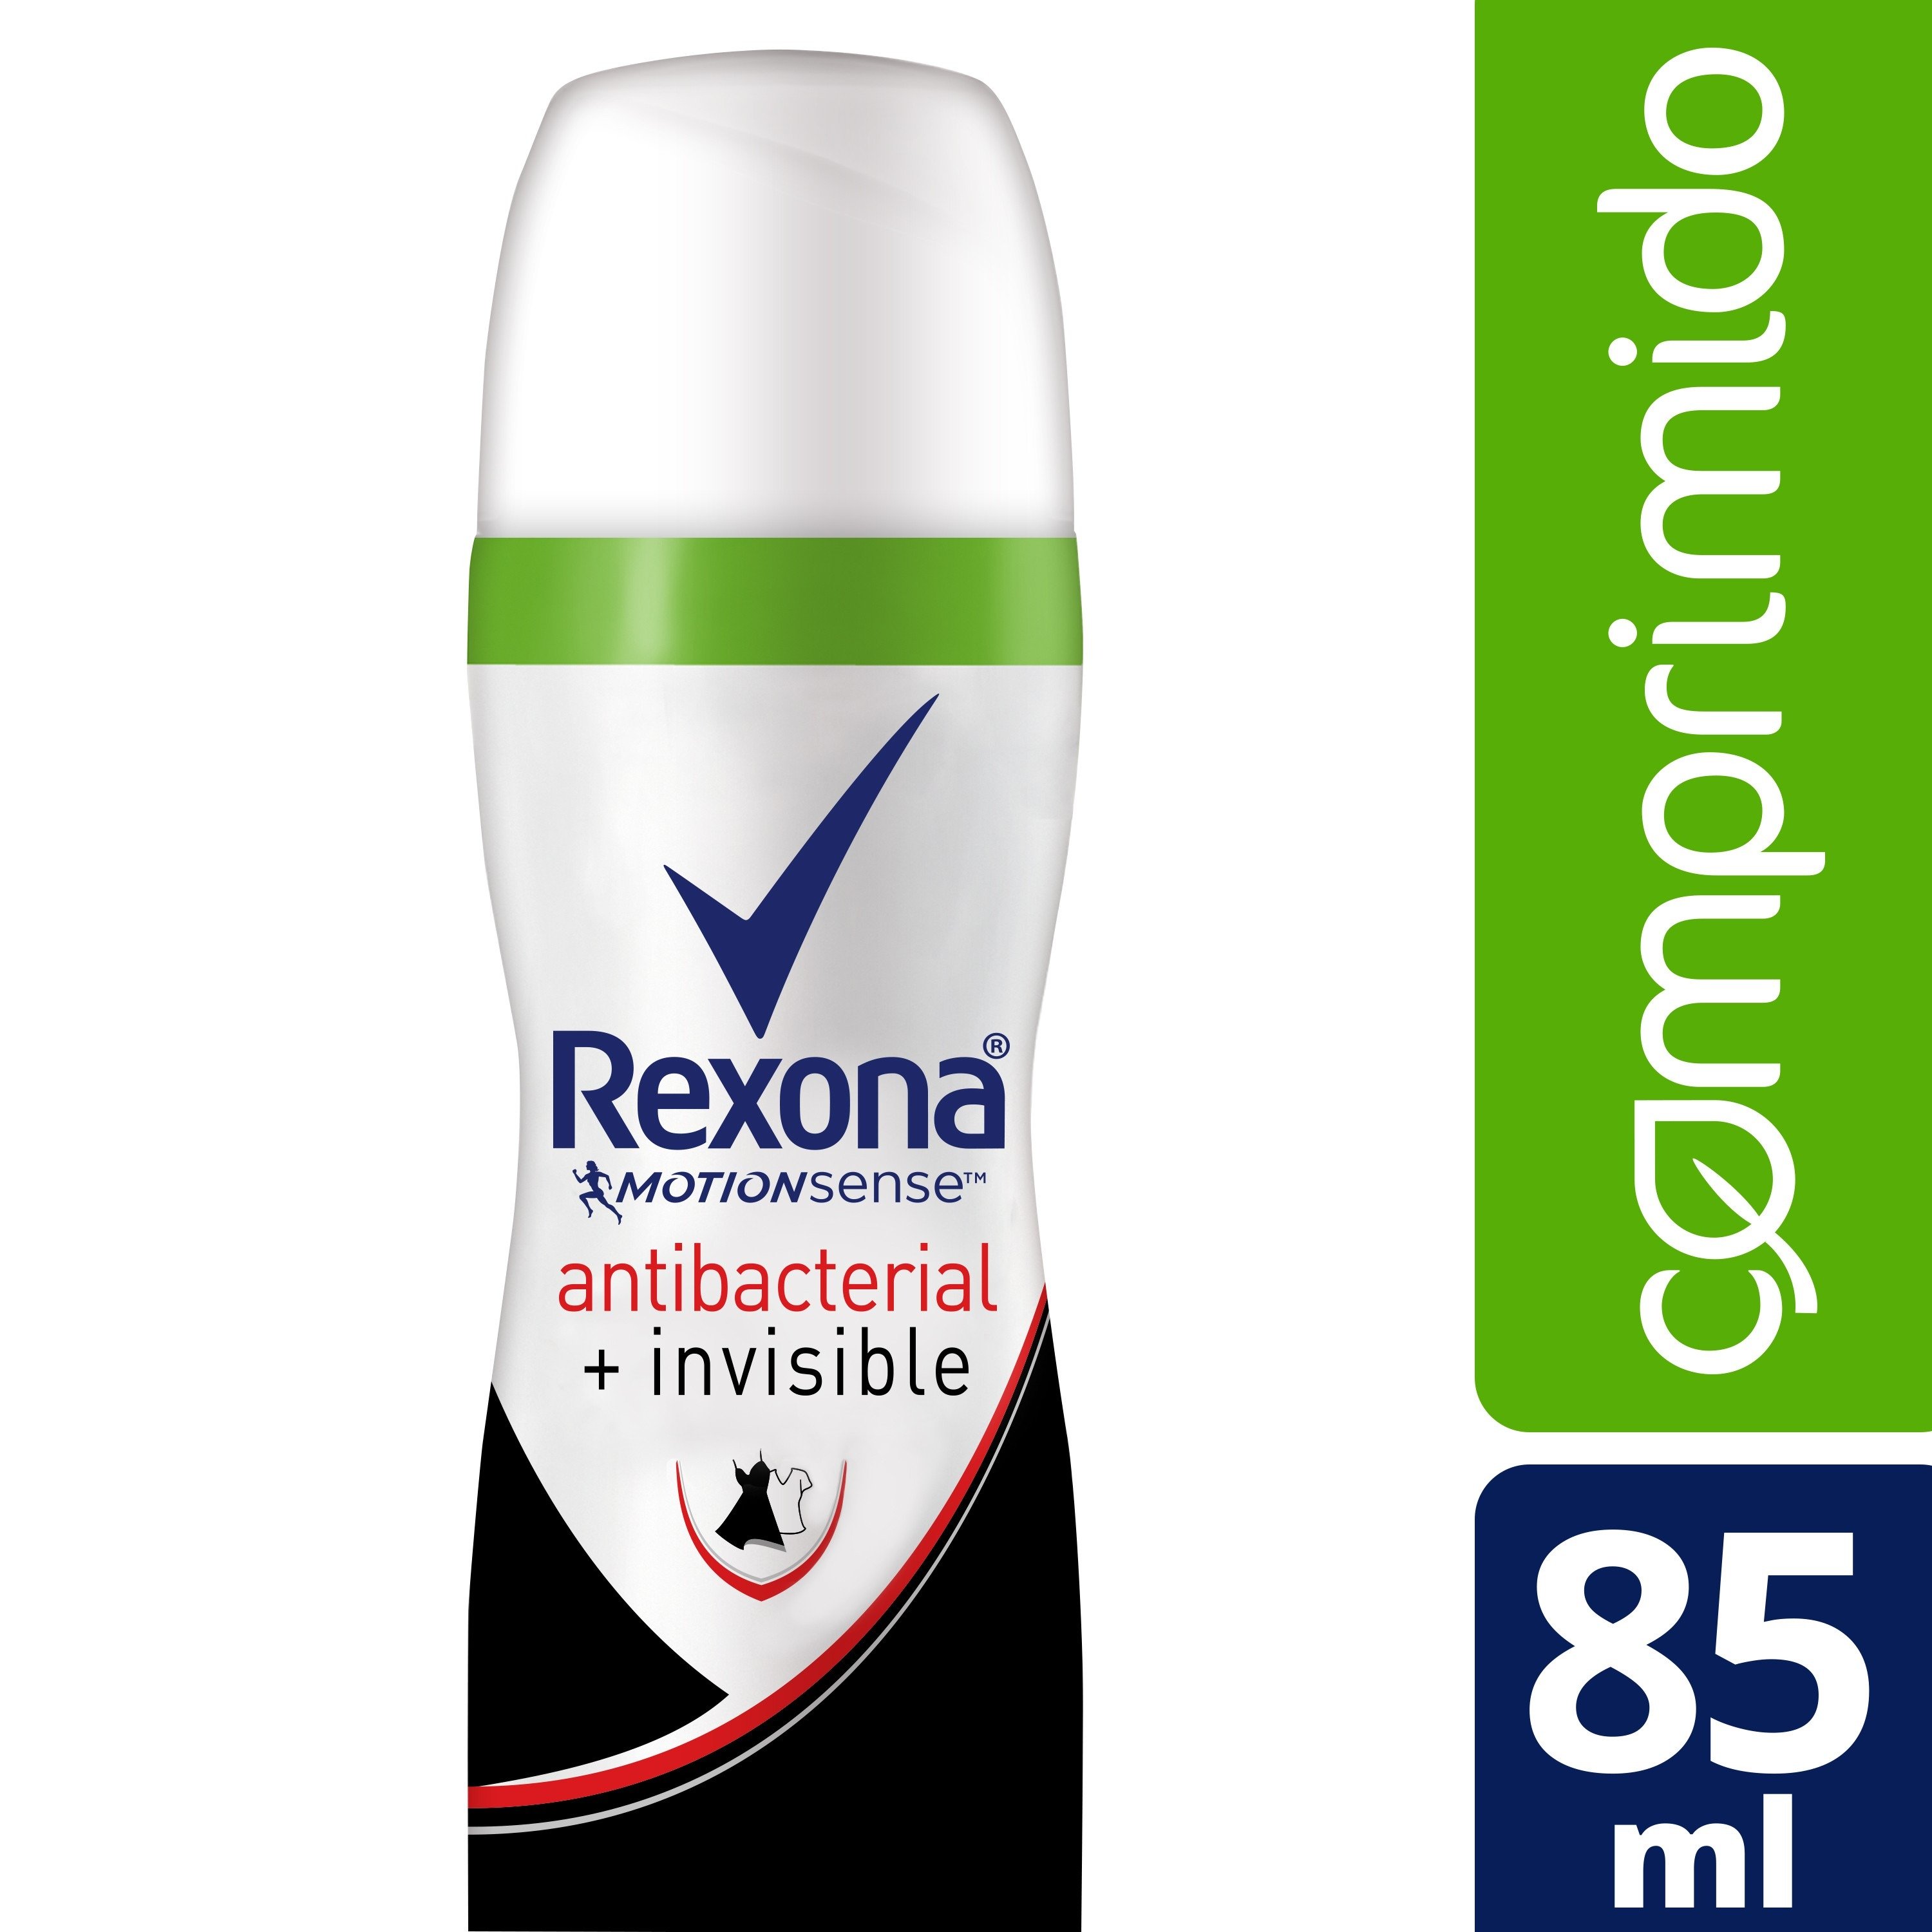 Rexona®
MOTIONsense™
antibacterial
+ invisible
comprimido
85
ml